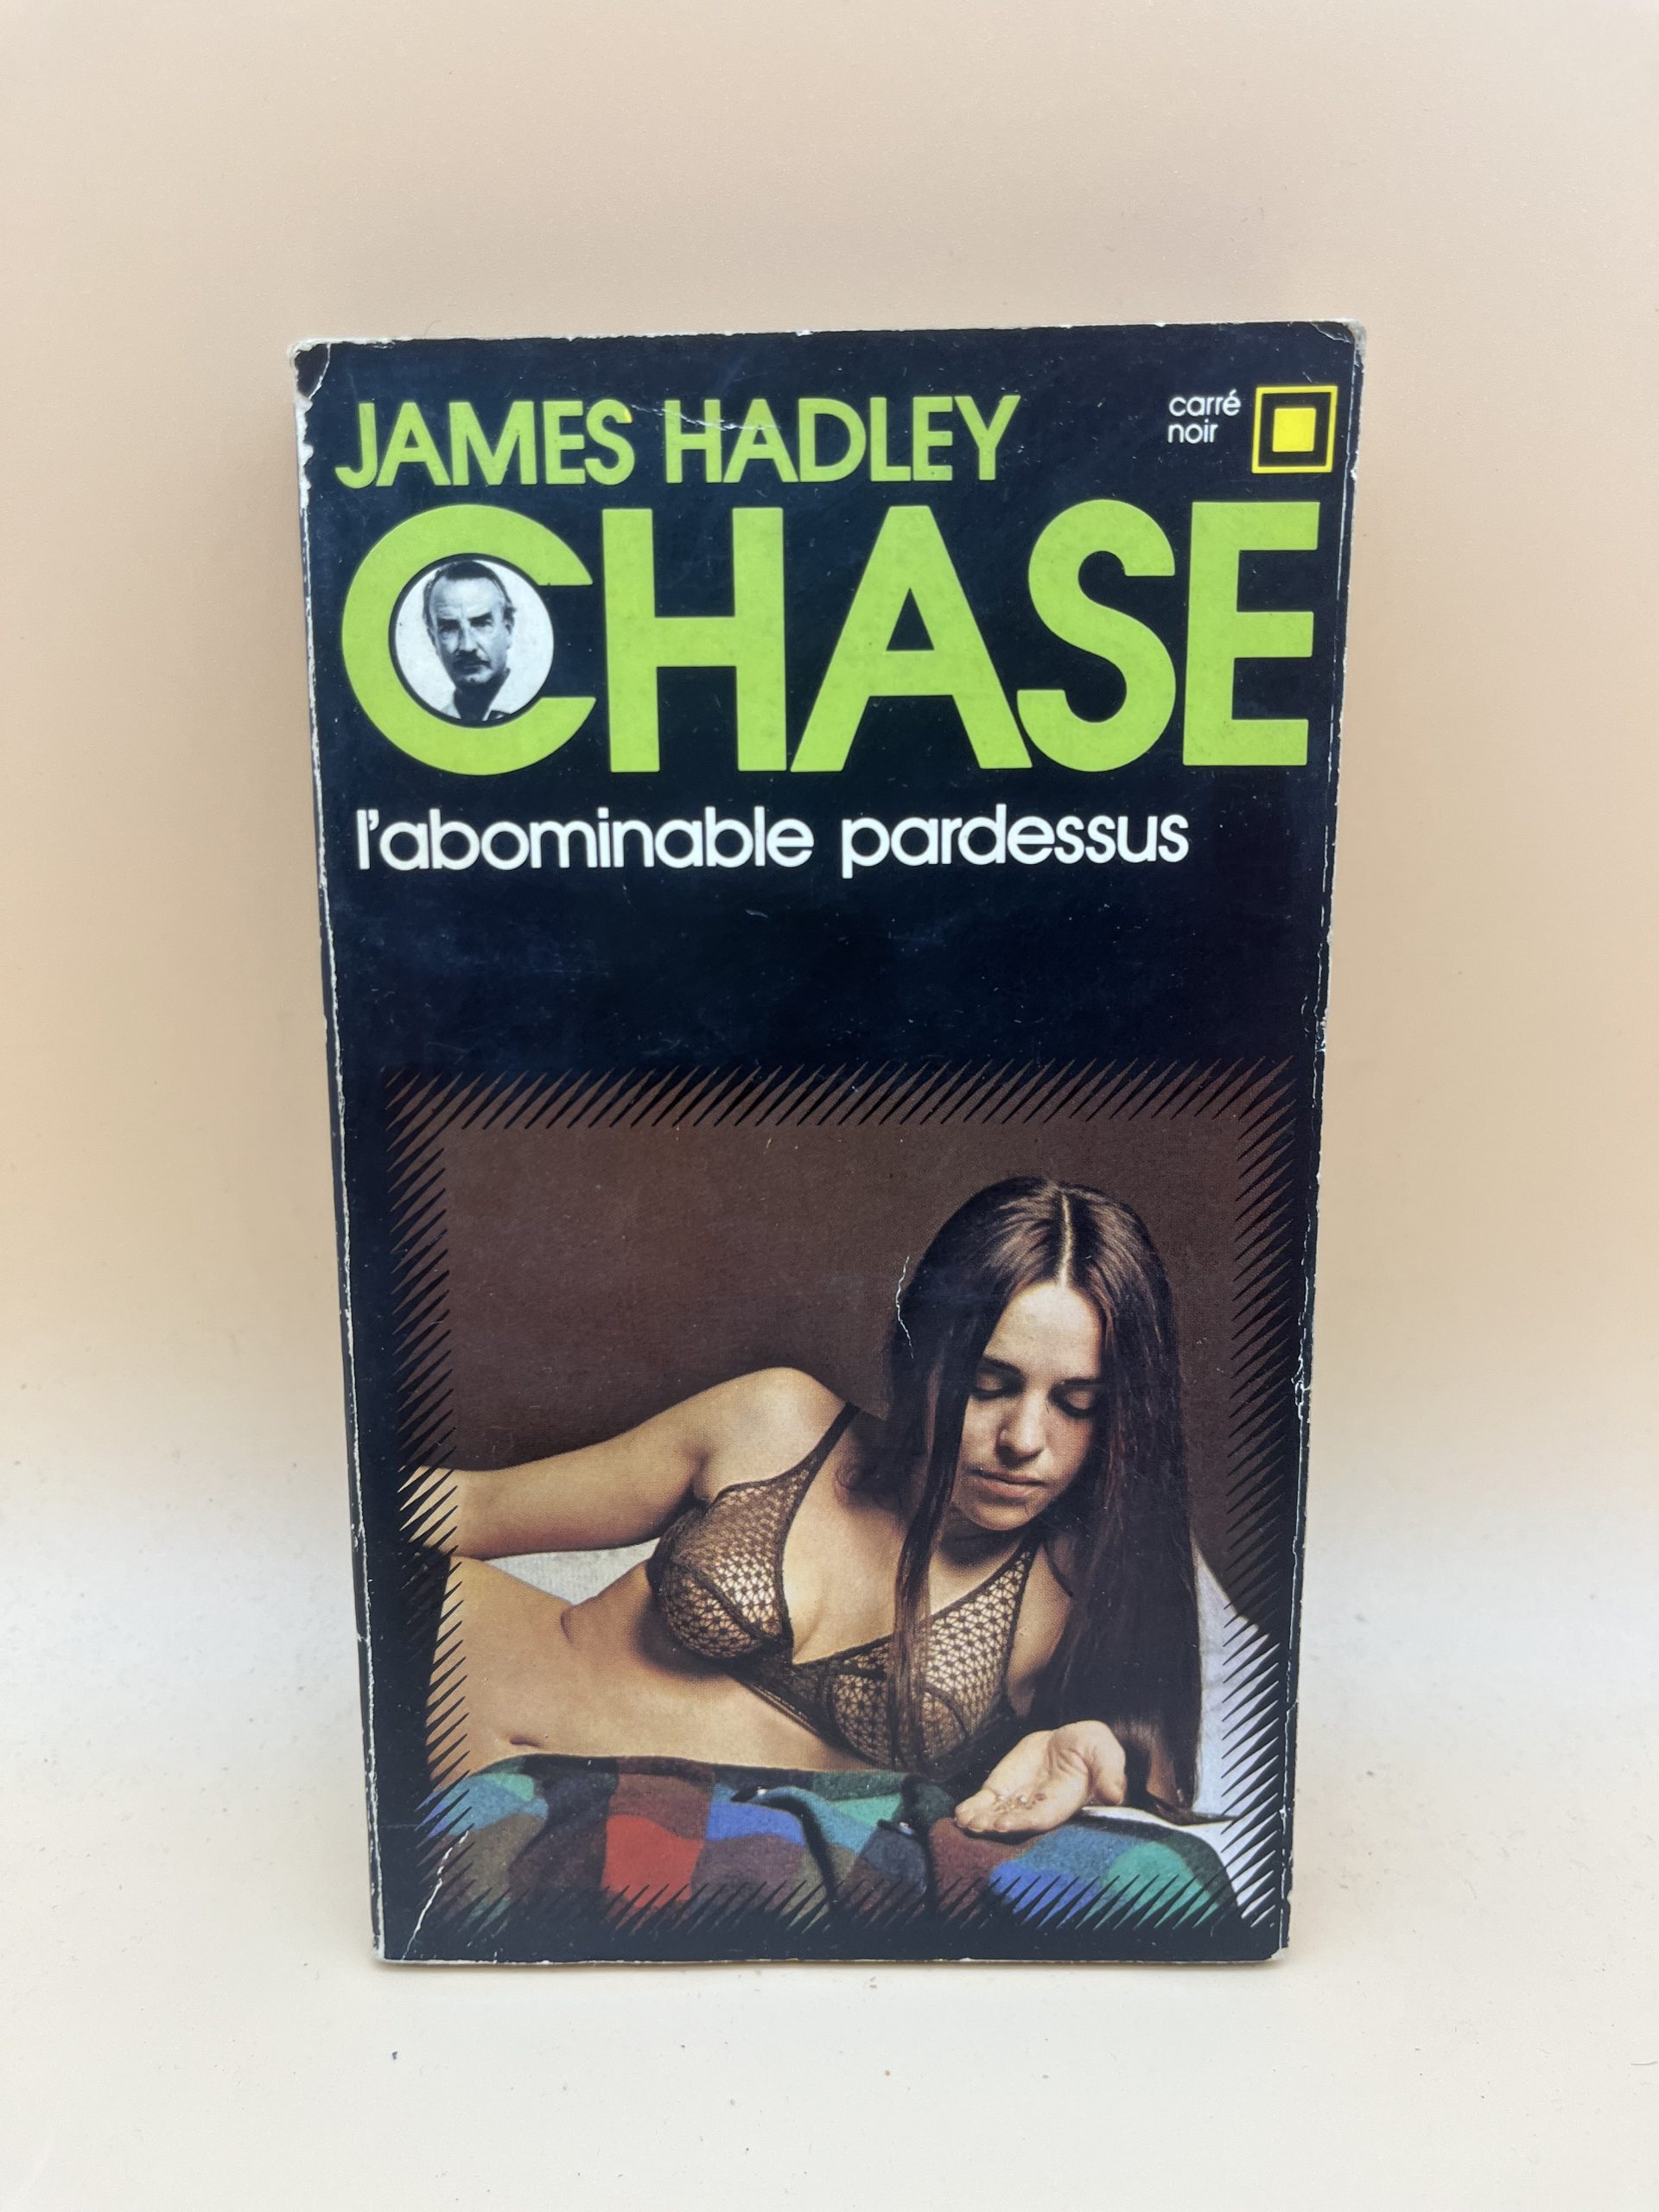 JAMES HADLEY
carré
noir
CHASE
l'abominable pardessus